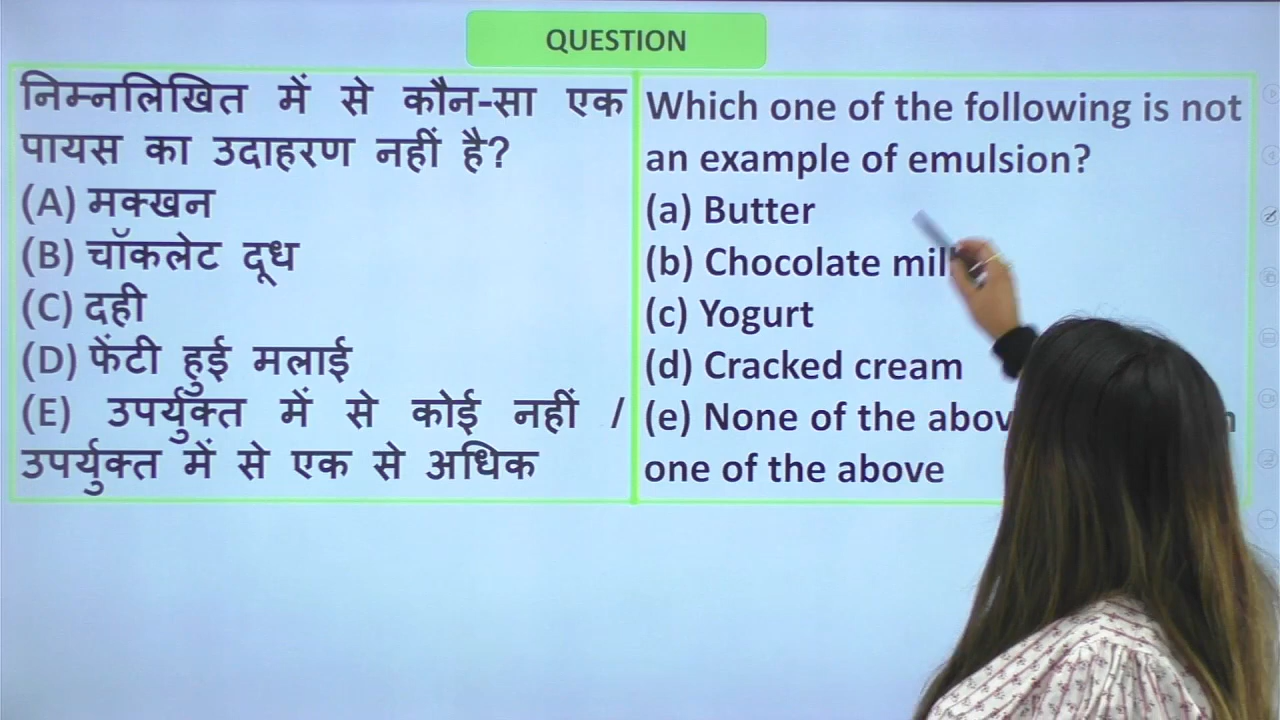 QUESTION
निम्नलिखित में से कौन-सा एक
पायस का उदाहरण नहीं है?
(A) मक्खन
(B) चॉकलेट दूध
(C) दही
(D) फेंटी हुई मलाई
(E) उपर्युक्त में से कोई नहीं /
उपर्युक्त में से एक से अधिक
Which one of the following is not
an example of emulsion?
(a) Butter
(b) Chocolate
(c) Yogurt
(d) Cracked cream
(e) None of the
one of the above